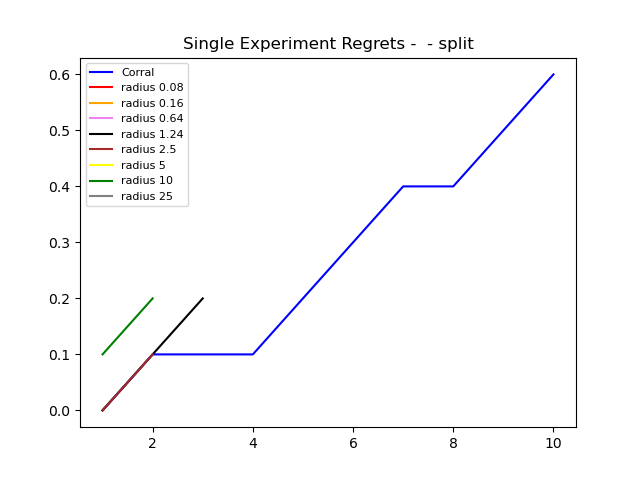 Single Experiment Regrets -  - split
Corral
radius 0.08
radius 0.16
radius 0.64
radius 1.24
radius 2.5
radius 5
radius 10
radius 25
0.6
0.5
0.4
0.3
0.2
0.1
0.0
2 4 6 8 10